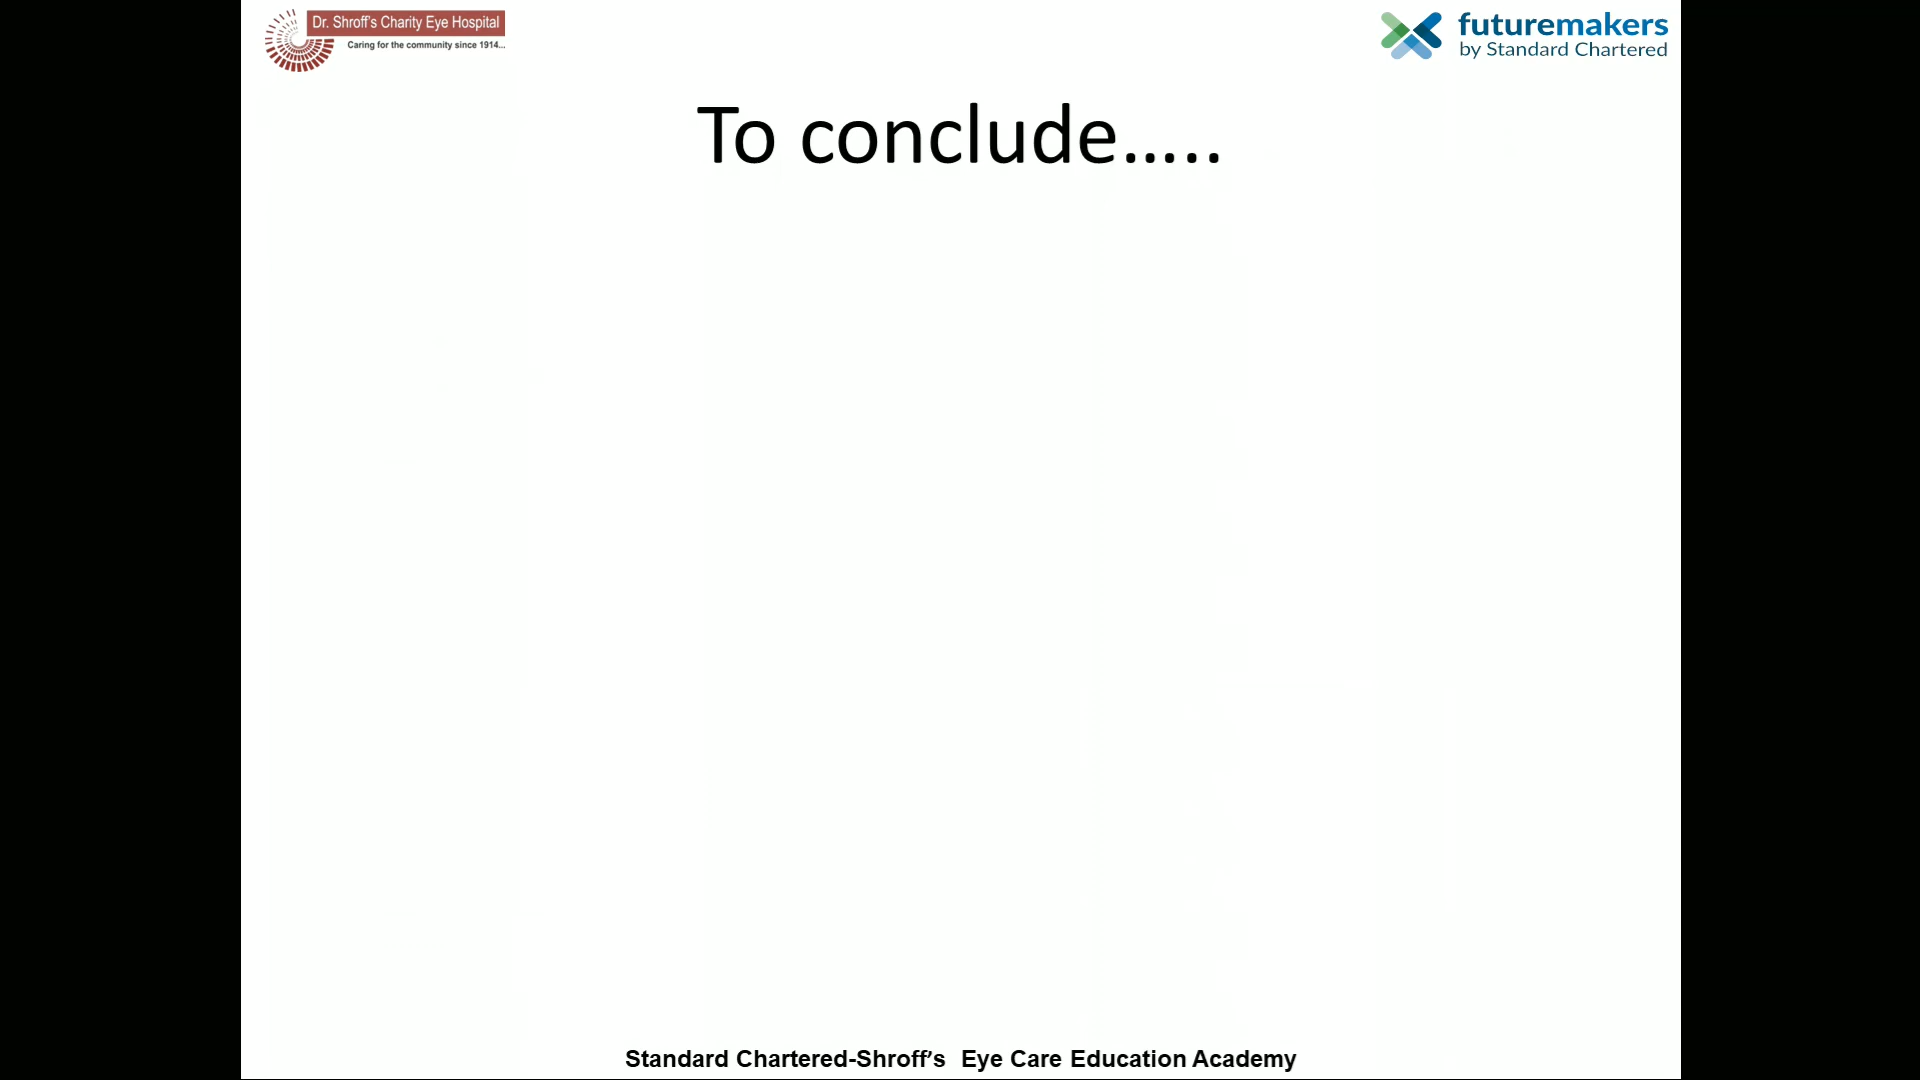 Dr. Shroff's Charity Eye Hospital
Caring for the community since 1914...
futuremakers
by Standard Chartered
To conclude.....
Standard Chartered-Shroff's Eye Care Education Academy